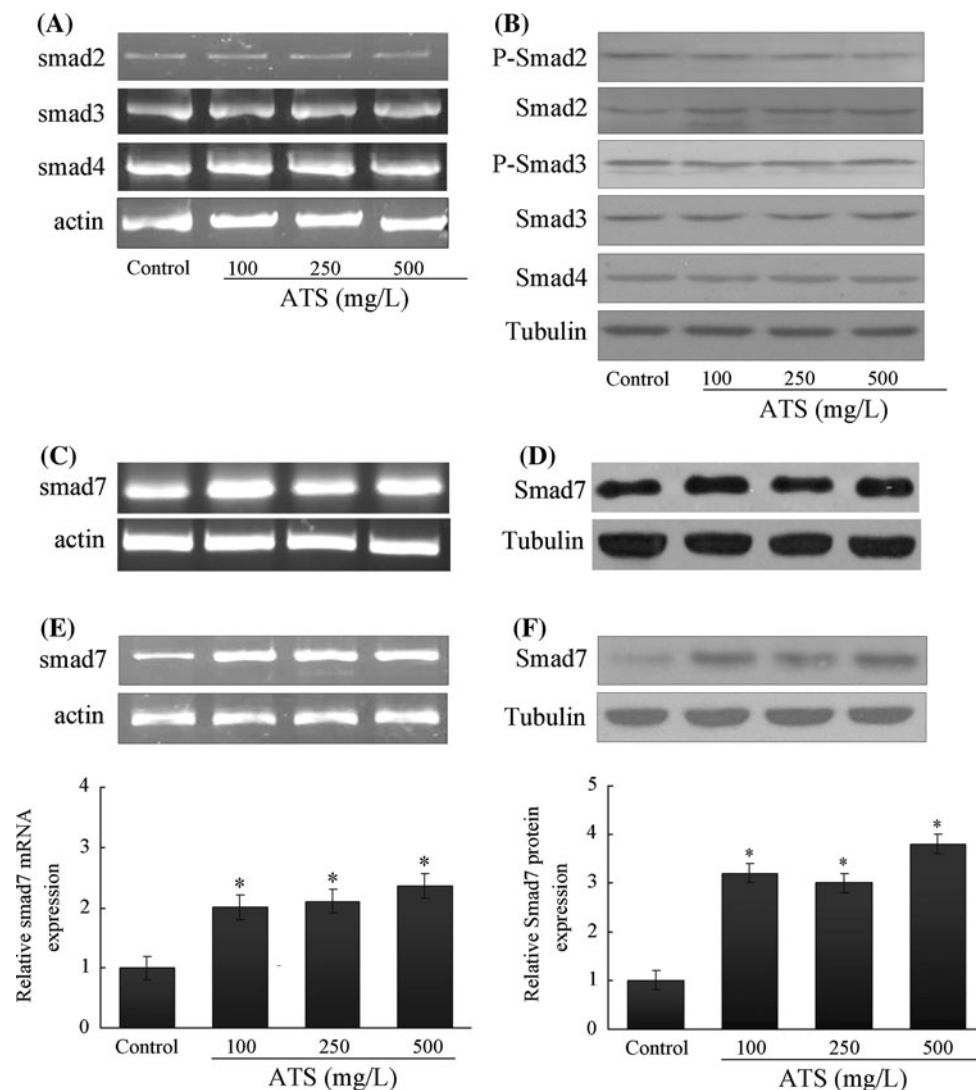 (A)
smad2
smad3
smad4
actin
Control 100 250 500
ATS (mg/L)
(B)
P-Smad2
Smad2
P-Smad3
Smad3
Smad4
Tubulin
Control 100 250 500
ATS (mg/L)
(C)
smad7
actin
(D)
Smad7
Tubulin
(E)
smad7
actin
(F)
Smad7
Tubulin
Relative smad7 mRNA
expression
4
3
2
1
0
* * *
Control 100 250 500
ATS (mg/L)
Relative Smad7 protein
expression
5
4
3
2
1
0
* * *
Control 100 250 500
ATS (mg/L)